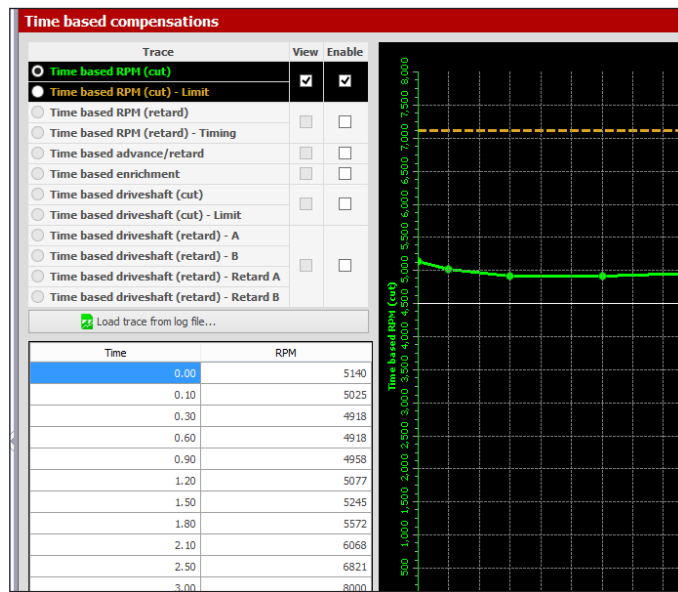 Time based compensations
Trace View Enable
Time based RPM (cut)
Time based RPM (cut) - Limit
Time based RPM (retard)
Time based RPM (retard) - Timing
Time based advance/retard
Time based enrichment
Time based driveshaft (cut)
Time based driveshaft (cut) - Limit
Time based driveshaft (retard) - A
Time based driveshaft (retard) - B
Time based driveshaft (retard) - Retard A
Time based driveshaft (retard) - Retard B
Load trace from log file...
Time RPM
0.00 5140
0.10 5025
0.30 4918
0.60 4918
0.90 4958
1.20 5077
1.50 5245
1.80 5572
2.10 6068
2.50 6821
3.00 8000
Time based RPM (cut)
8,000
7,500
7,000
6,500
6,000
5,500
5,000
4,500
4,000
3,500
3,000
2,500
2,000
1,500
1,000
500